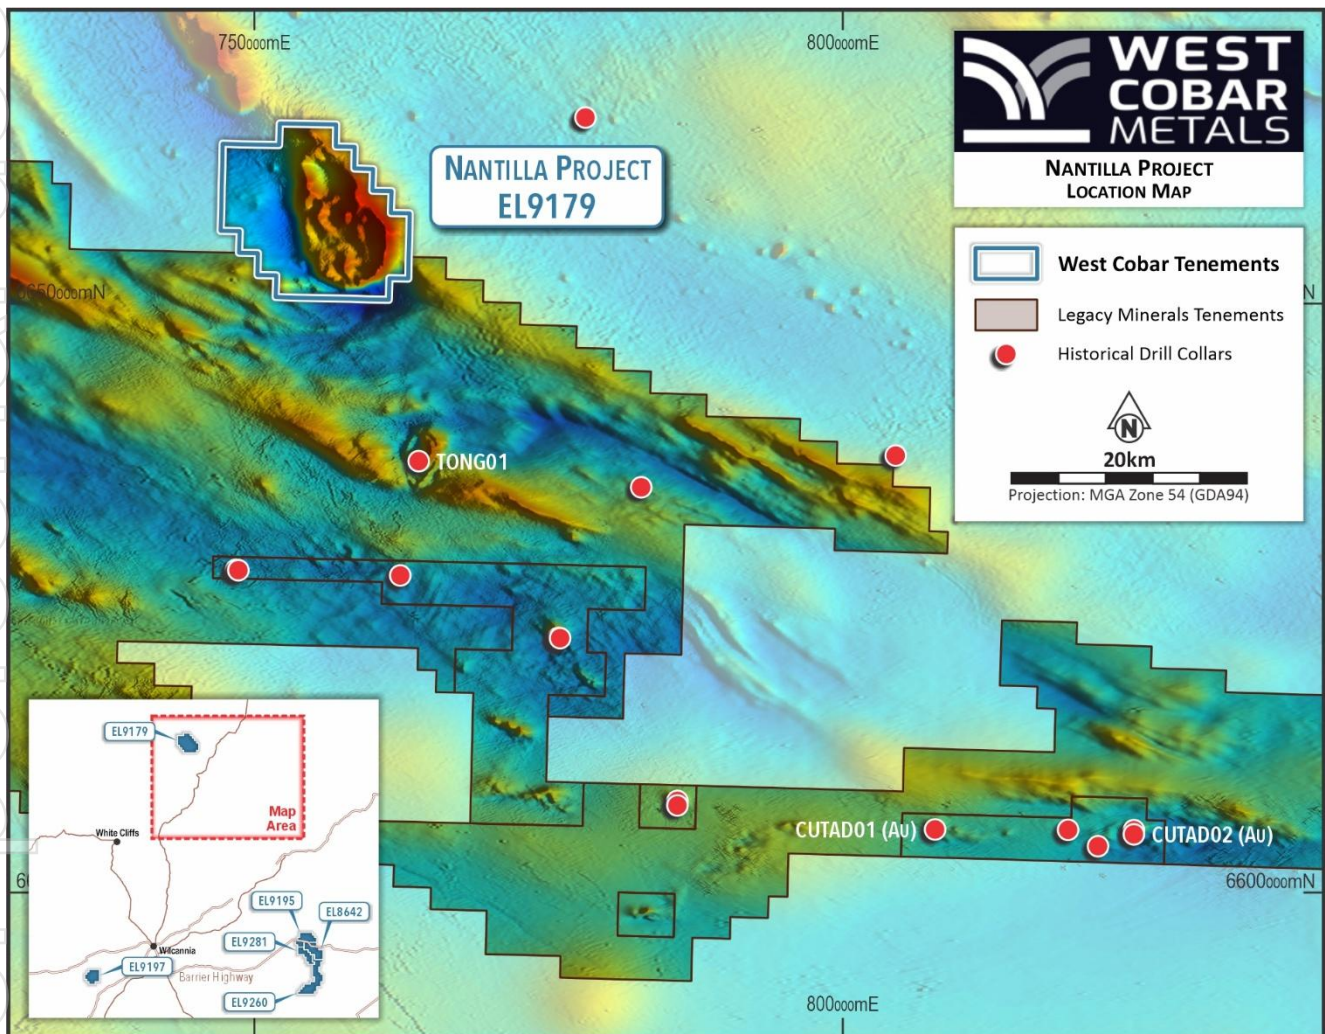 750000mE
800000mE
WEST
COBAR
METALS
NANTILLA PROJECT
LOCATION MAP
NANTILLA PROJECT
EL9179
West Cobar Tenements
Legacy Minerals Tenements
Historical Drill Collars
N
20km
Projection: MGA Zone 54 (GDA94)
6650000mN
N
TONG01
CUTAD01 (AU)
CUTAD02 (AU)
EL9179
Map
Area
White Cliffs
EL9195
EL8642
EL9281
Wilcannia
EL9197
Barrier Highway
EL9260
6600000mN
800000mE